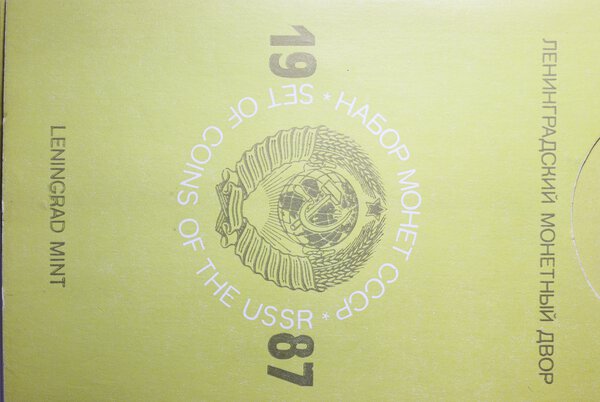 ЛЕНИНГРАДСКИЙ МОНЕТНЫЙ ДВОР
19 87
* НАБОР МОНЕТ СССР *
SET OF COINS OF THE USSR
LENINGRAD MINT